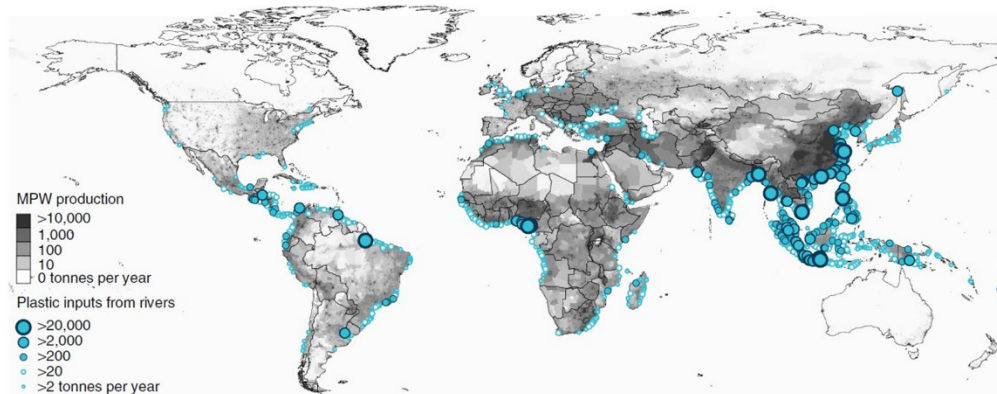 MPW production
>10,000
1,000
100
10
0 tonnes per year
Plastic inputs from rivers
>20,000
>2,000
>200
>20
>2 tonnes per year